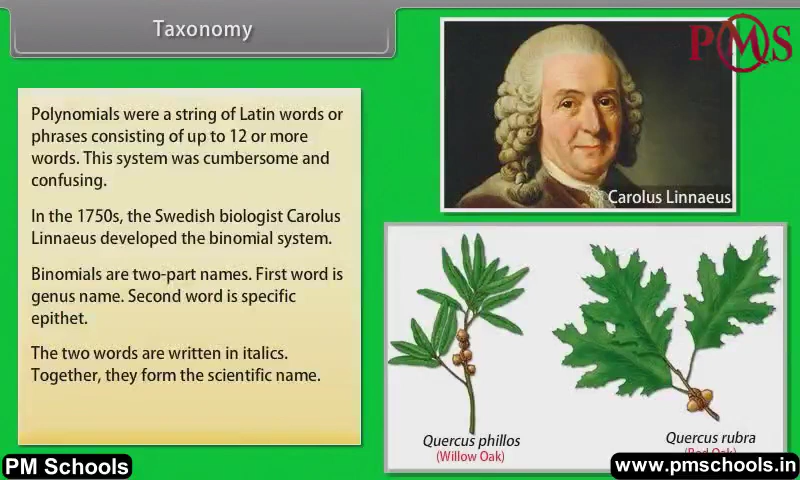 Taxonomy
PMS
Polynomials were a string of Latin words or
phrases consisting of up to 12 or more
words. This system was cumbersome and
confusing.
In the 1750s, the Swedish biologist Carolus
Linnaeus developed the binomial system.
Binomials are two-part names. First word is
genus name. Second word is specific
epithet.
The two words are written in italics.
Together, they form the scientific name.
Carolus Linnaeus
Quercus phillos
(Willow Oak)
Quercus rubra
PM Schools
www.pmschools.in